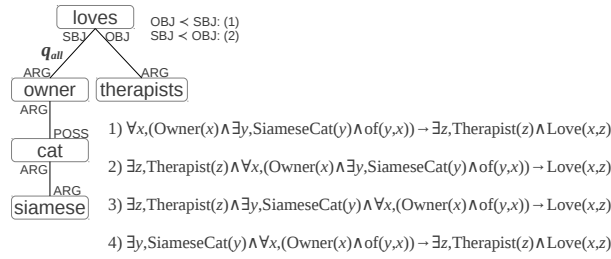 loves
OBJ ≺ SBJ: (1)
SBJ ≺ OBJ: (2)
SBJ OBJ
q_all
ARG ARG
owner therapists
ARG
1) ∀x,(Owner(x)∧∃y,SiameseCat(y)∧of(y,x))→∃z,Therapist(z)∧Love(x,z)
POSS
cat
2) ∃z,Therapist(z)∧∀x,(Owner(x)∧∃y,SiameseCat(y)∧of(y,x))→Love(x,z)
ARG
ARG
siamese
3) ∃z,Therapist(z)∧∃y,SiameseCat(y)∧∀x,(Owner(x)∧of(y,x))→Love(x,z)
4) ∃y,SiameseCat(y)∧∀x,(Owner(x)∧of(y,x))→∃z,Therapist(z)∧Love(x,z)